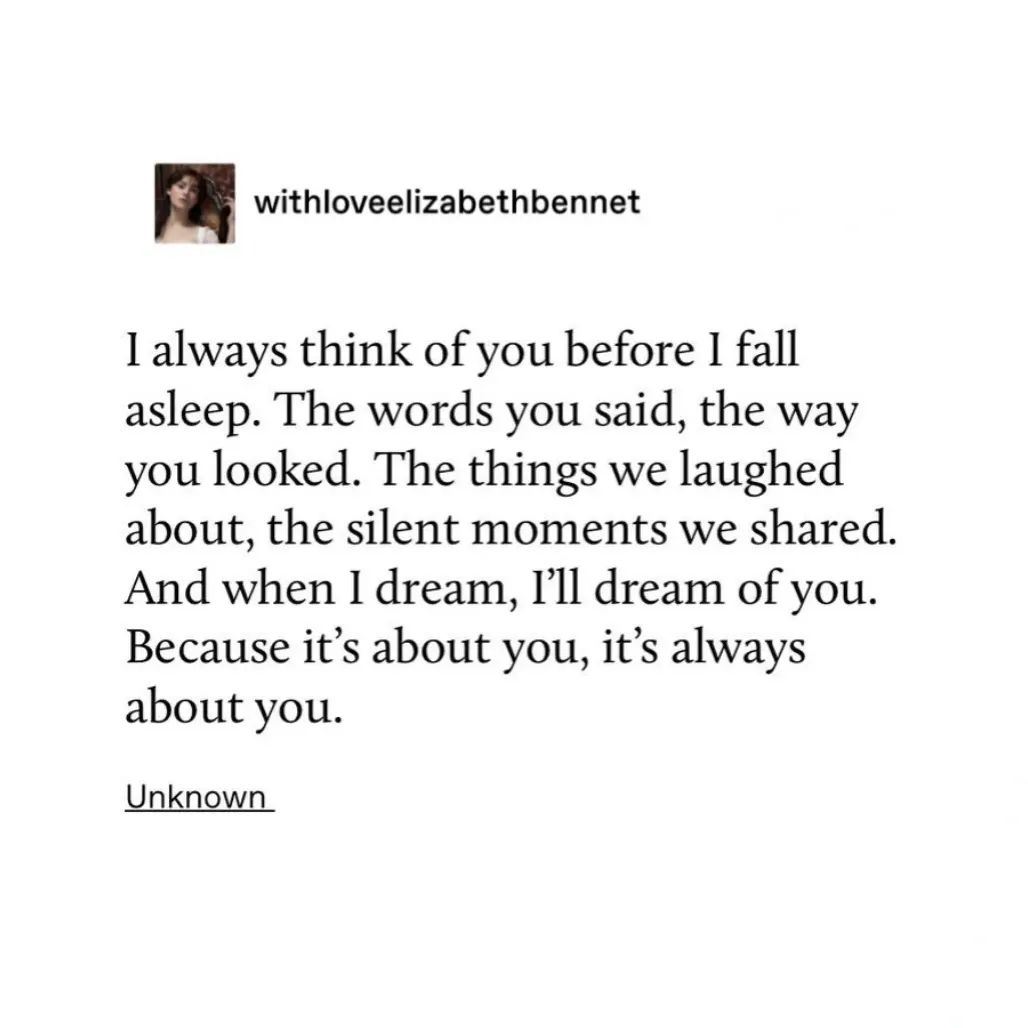 withloveelizabethbennet
I always think of you before I fall
asleep. The words you said, the way
you looked. The things we laughed
about, the silent moments we shared.
And when I dream, I’ll dream of you.
Because it’s about you, it’s always
about you.
Unknown